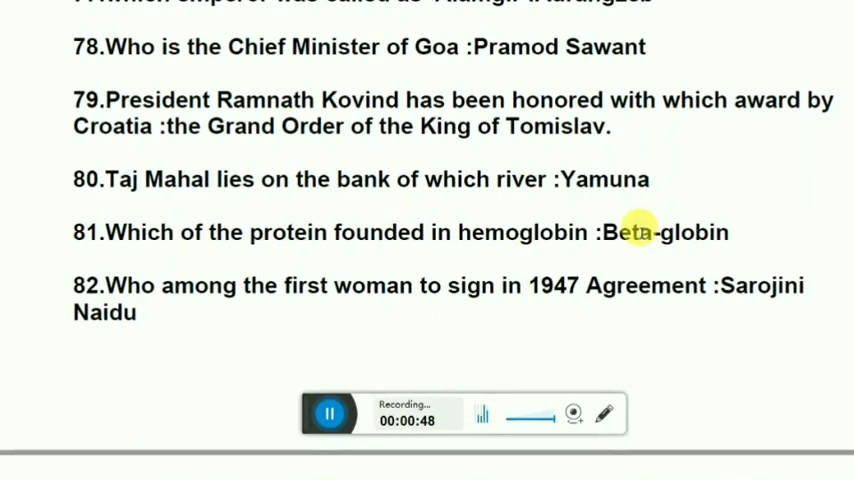 78.Who is the Chief Minister of Goa :Pramod Sawant
79.President Ramnath Kovind has been honored with which award by
Croatia :the Grand Order of the King of Tomislav.
80.Taj Mahal lies on the bank of which river :Yamuna
81.Which of the protein founded in hemoglobin :Beta-globin
82.Who among the first woman to sign in 1947 Agreement :Sarojini
Naidu
Recording...
00:00:48